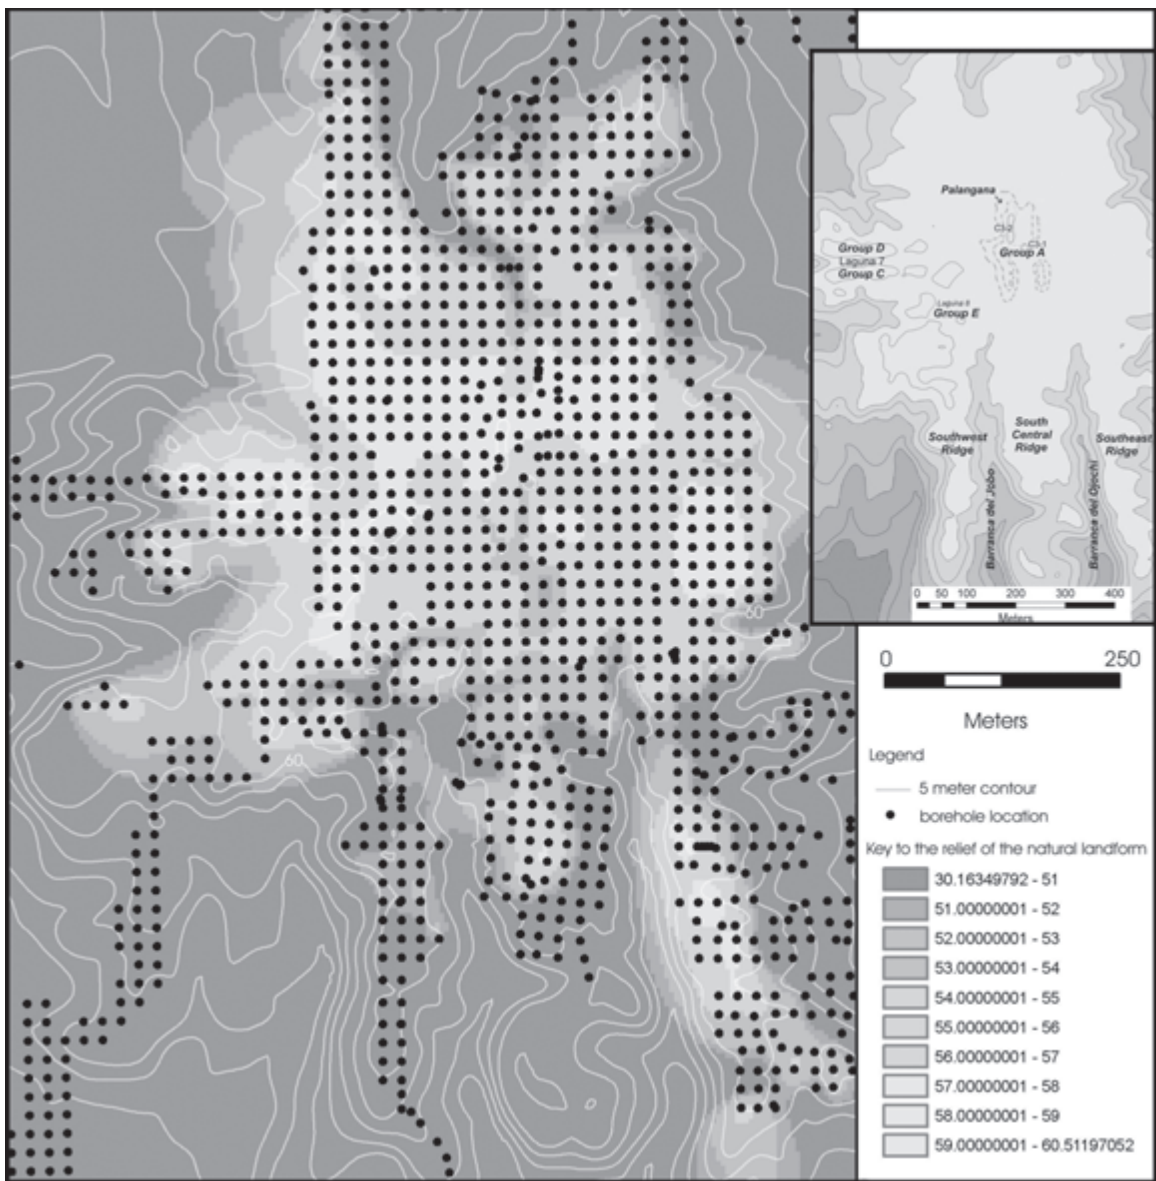 Palangana
C3-2
C3-1
Group D
Laguna 7
Group C
Group A
Laguna 8
Group E
Southwest
Ridge
South
Central
Ridge
Southeast
Ridge
Barranca del Jobo
Barranca del Ojochi
0 50 100 200 300 400
Meters
60
60
0 250
Meters
Legend
5 meter contour
borehole location
Key to the relief of the natural landform
30.16349792 - 51
51.00000001 - 52
52.00000001 - 53
53.00000001 - 54
54.00000001 - 55
55.00000001 - 56
56.00000001 - 57
57.00000001 - 58
58.00000001 - 59
59.00000001 - 60.51197052